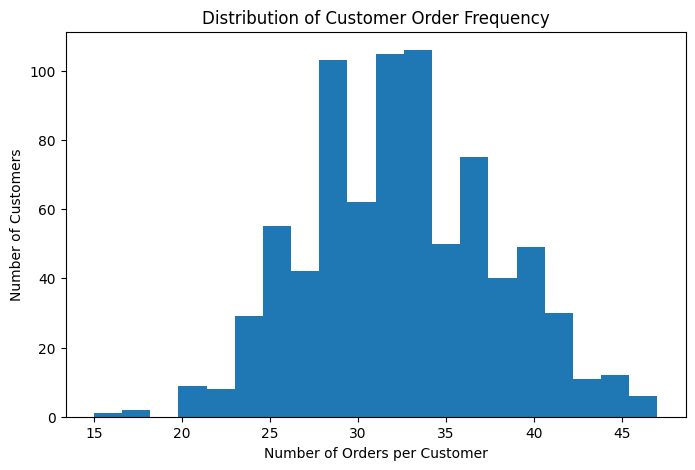 Distribution of Customer Order Frequency
Number of Customers
100
80
60
40
20
0
15 20 25 30 35 40 45
Number of Orders per Customer